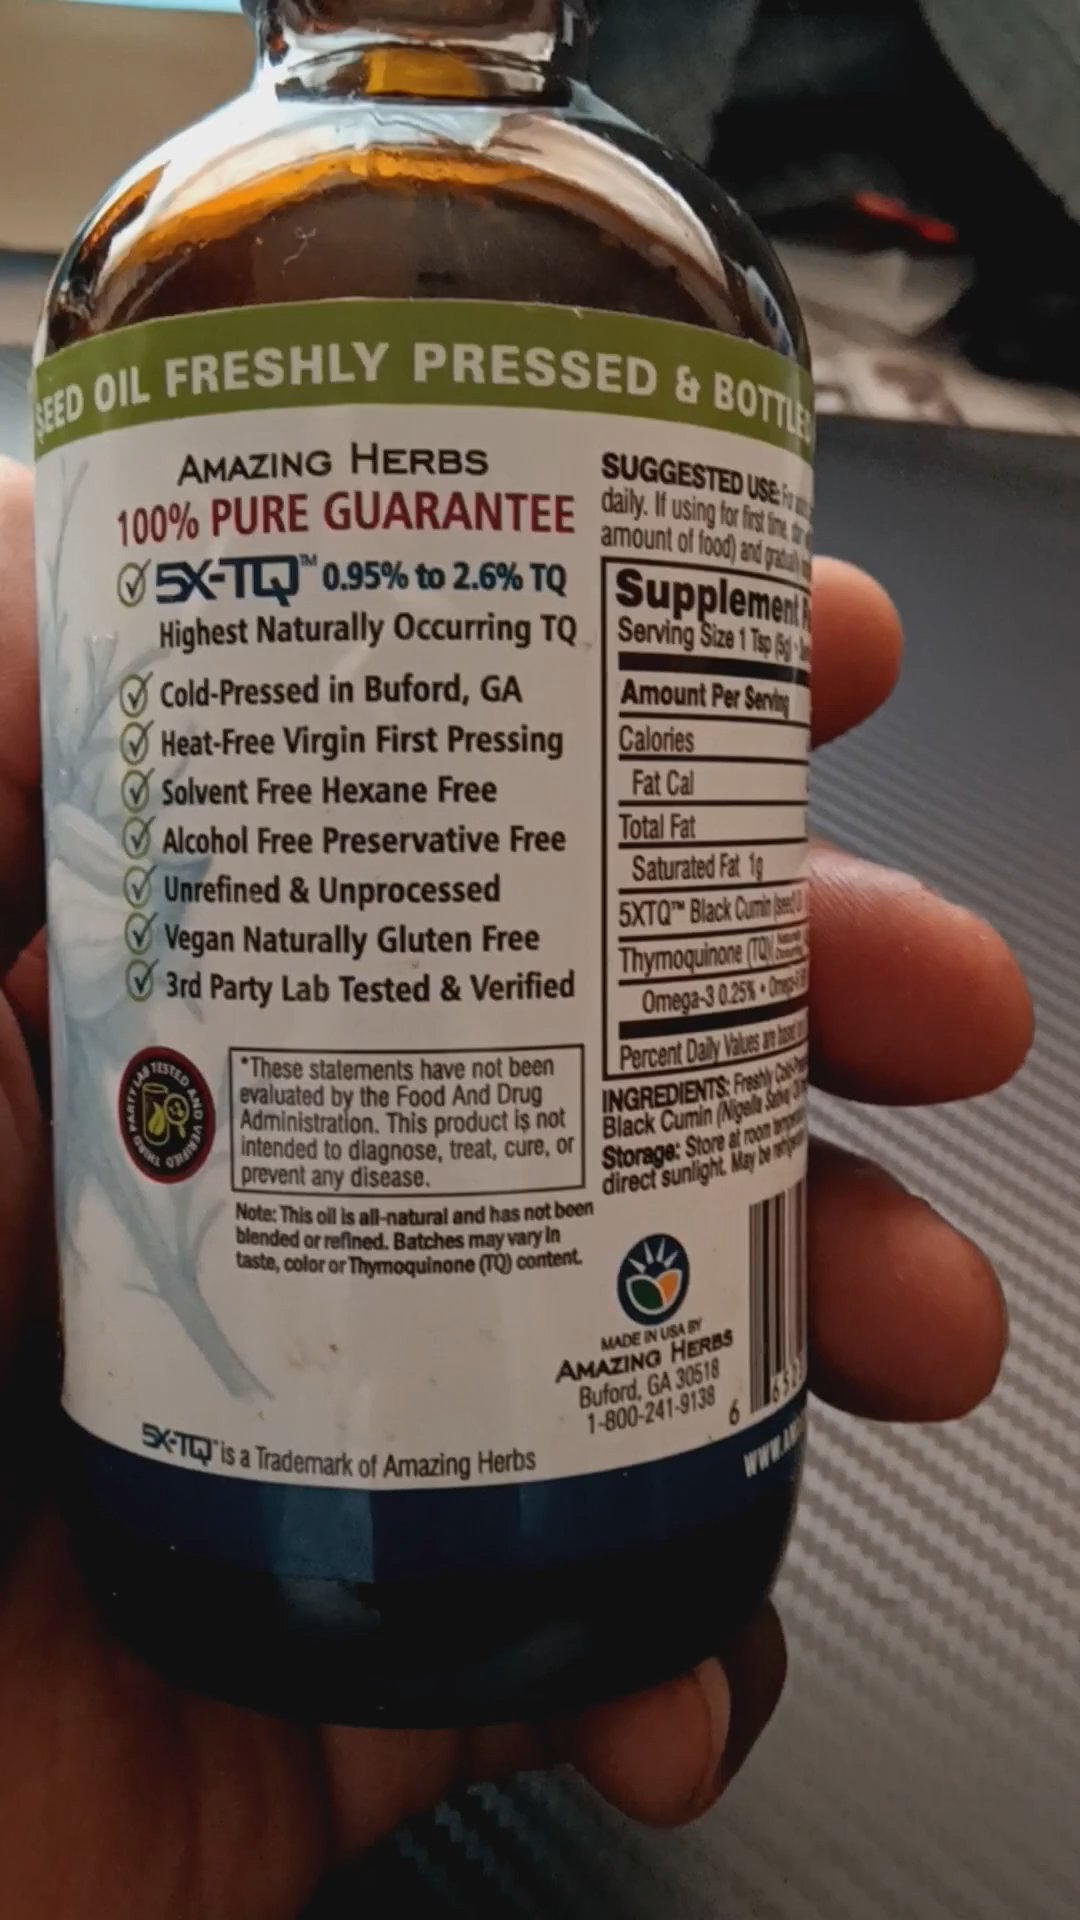 SEED OIL FRESHLY PRESSED & BOTTLED
AMAZING HERBS
100% PURE GUARANTEE
5X-TQ™ 0.95% to 2.6% TQ
Highest Naturally Occurring TQ
Cold-Pressed in Buford, GA
Heat-Free Virgin First Pressing
Solvent Free Hexane Free
Alcohol Free Preservative Free
Unrefined & Unprocessed
Vegan Naturally Gluten Free
3rd Party Lab Tested & Verified
THIRD PARTY LAB TESTED AND VERIFIED
*These statements have not been
evaluated by the Food And Drug
Administration. This product is not
intended to diagnose, treat, cure, or
prevent any disease.
Note: This oil is all-natural and has not been
blended or refined. Batches may vary in
taste, color or Thymoquinone (TQ) content.
5X-TQ™ is a Trademark of Amazing Herbs
SUGGESTED USE: For
daily. If using for first time,
amount of food) and gradually
Supplement
Serving Size 1 Tsp (5g)
Amount Per Serving
Calories
Fat Cal
Total Fat
Saturated Fat 1g
5XTQ™ Black Cumin (seed)
Thymoquinone (TQ)
Omega-3 0.25% •
Percent Daily Values are based
INGREDIENTS: Freshly
Black Cumin (Nigella Sativa)
Storage: Store at room
direct sunlight. May be
MADE IN USA BY
AMAZING HERBS
Buford, GA 30518
1-800-241-9138
6
www.